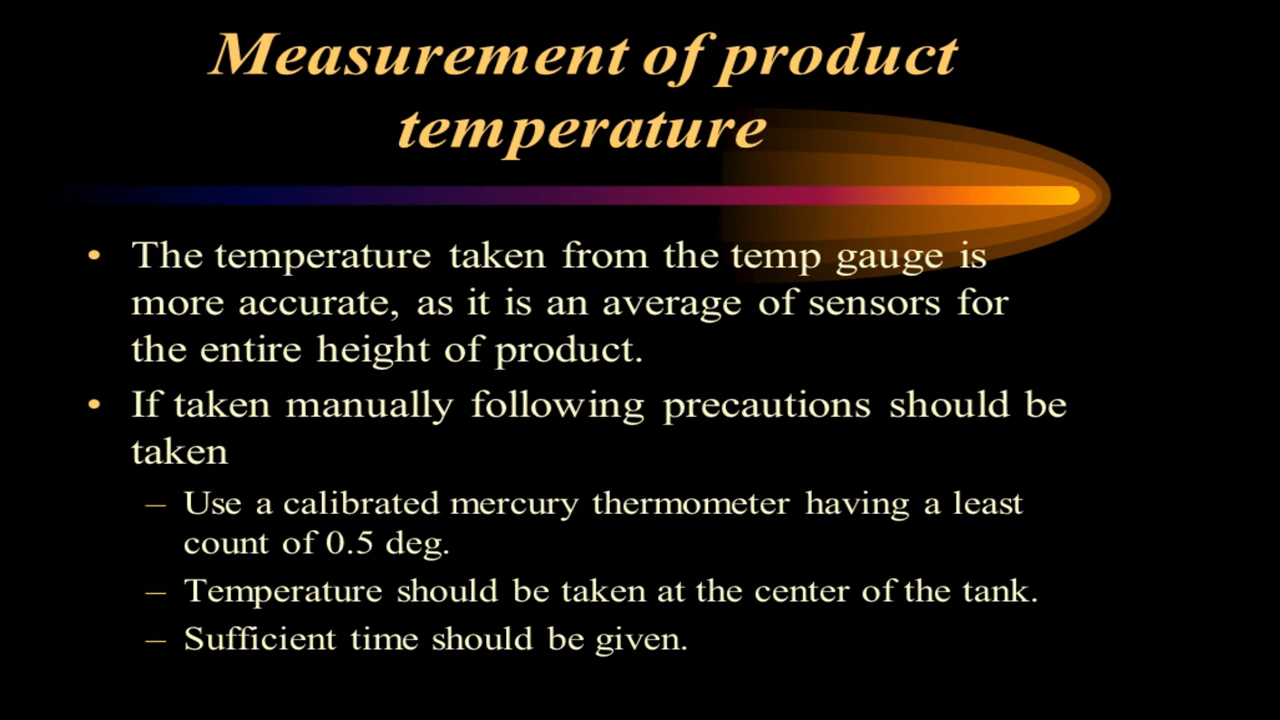 Measurement of product
temperature
• The temperature taken from the temp gauge is
more accurate, as it is an average of sensors for
the entire height of product.
• If taken manually following precautions should be
taken
– Use a calibrated mercury thermometer having a least
count of 0.5 deg.
– Temperature should be taken at the center of the tank.
– Sufficient time should be given.